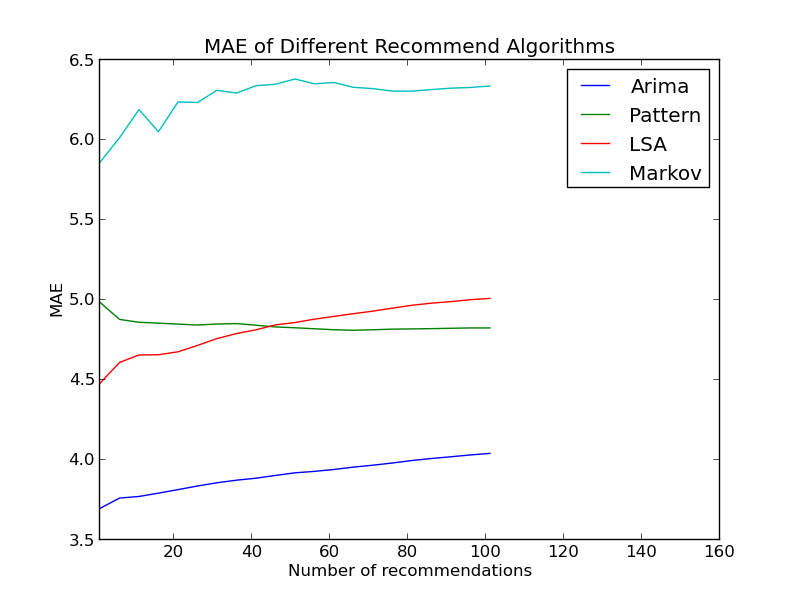 MAE of Different Recommend Algorithms
6.5
6.0
5.5
5.0
4.5
4.0
3.5
MAE
Arima
Pattern
LSA
Markov
20 40 60 80 100 120 140 160
Number of recommendations